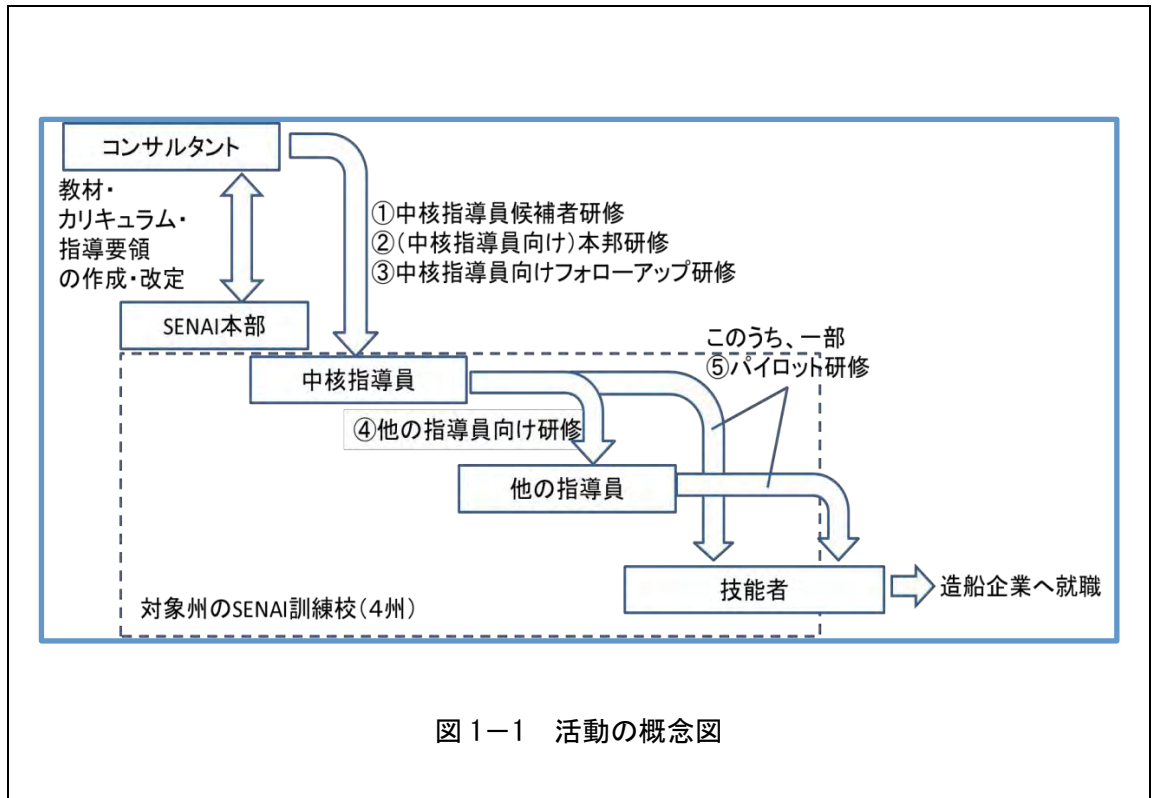 コンサルタント
教材・
カリキュラム・
指導要領
の作成・改定
①中核指導員候補者研修
②(中核指導員向け)本邦研修
③中核指導員向けフォローアップ研修
SENAI本部
このうち、一部
⑤パイロット研修
中核指導員
④他の指導員向け研修
他の指導員
技能者
造船企業へ就職
対象州のSENAI訓練校(4州)
図1-1 活動の概念図